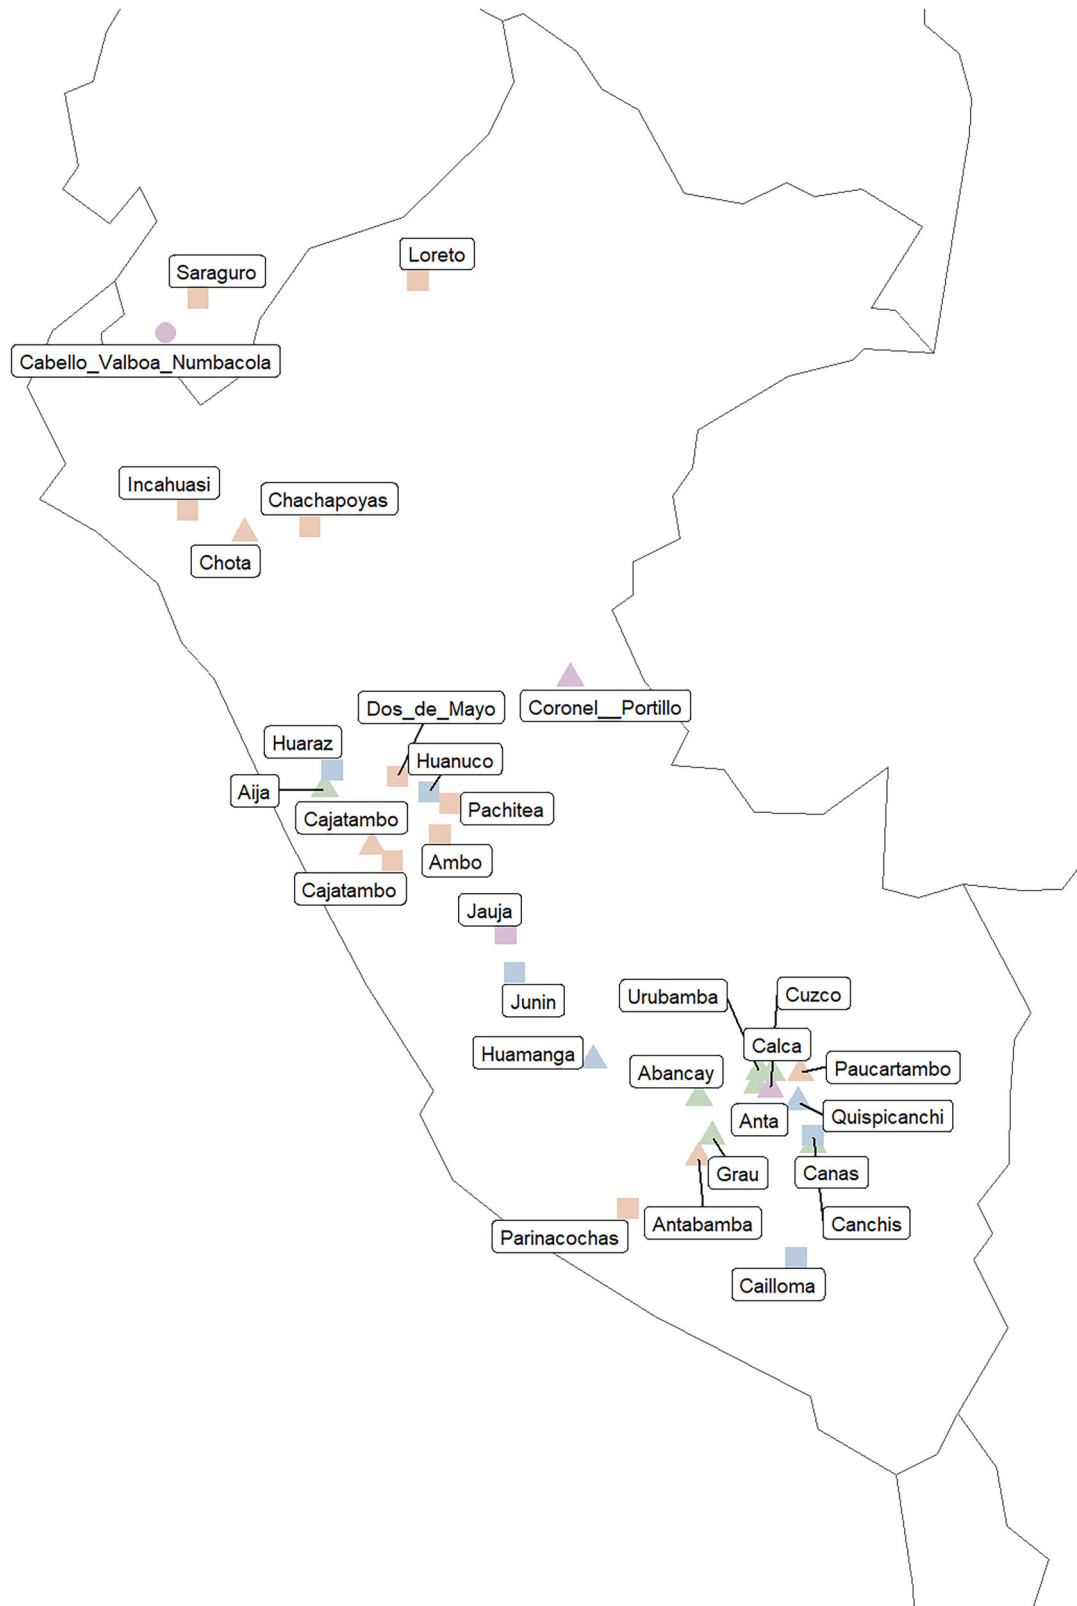 Loreto
Saraguro
Cabello_Valboa_Numbacola
Incahuasi
Chachapoyas
Chota
Dos_de_Mayo
Coronel__Portillo
Huaraz
Huanuco
Aija
Cajatambo
Pachitea
Ambo
Cajatambo
Jauja
Junin
Urubamba
Cuzco
Huamanga
Calca
Abancay
Paucartambo
Anta
Quispicanchi
Grau
Canas
Parinacochas
Antabamba
Canchis
Cailloma